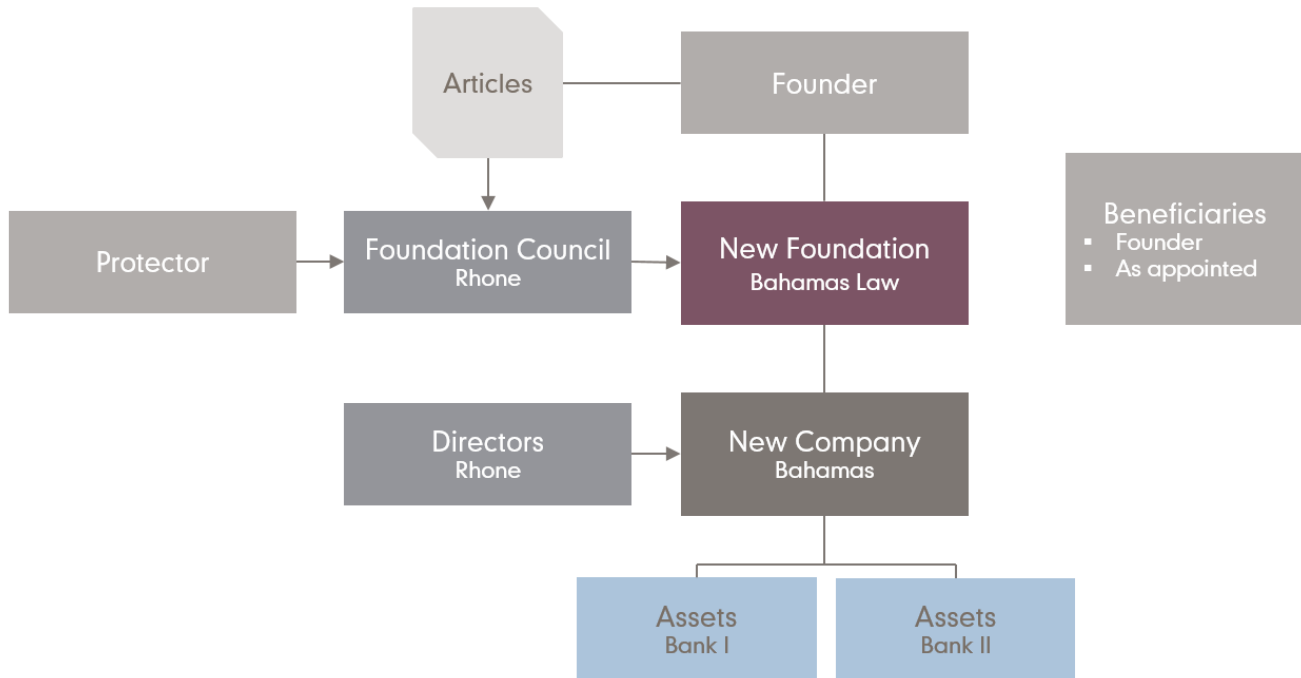 Articles
Founder
Beneficiaries
▪ Founder
▪ As appointed
Protector
Foundation Council
Rhone
New Foundation
Bahamas Law
Directors
Rhone
New Company
Bahamas
Assets
Bank I
Assets
Bank II